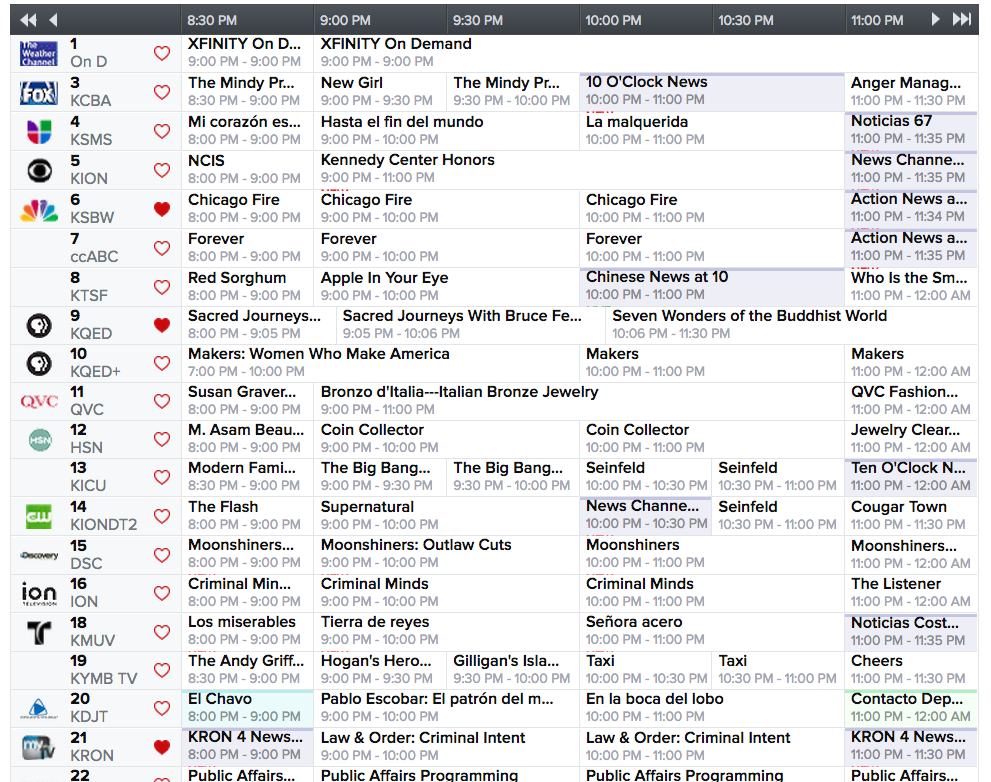 8:30 PM 9:00 PM 9:30 PM 10:00 PM 10:30 PM 11:00 PM
The Weather Channel
1 XFINITY On D... XFINITY On Demand
On D 9:00 PM - 9:00 PM 9:00 PM - 9:00 PM
FOX
3 The Mindy Pr... New Girl The Mindy Pr... 10 O'Clock News Anger Manag...
KCBA 8:30 PM - 9:00 PM 9:00 PM - 9:30 PM 9:30 PM - 10:00 PM 10:00 PM - 11:00 PM 11:00 PM - 11:30 PM
4 Mi corazón es... Hasta el fin del mundo La malquerida Noticias 67
KSMS 8:00 PM - 9:00 PM 9:00 PM - 10:00 PM 10:00 PM - 11:00 PM 11:00 PM - 11:35 PM
5 NCIS Kennedy Center Honors News Channe...
KION 8:00 PM - 9:00 PM 9:00 PM - 11:00 PM 11:00 PM - 11:35 PM
6 Chicago Fire Chicago Fire Chicago Fire Action News a...
KSBW 8:00 PM - 9:00 PM 9:00 PM - 10:00 PM 10:00 PM - 11:00 PM 11:00 PM - 11:34 PM
7 Forever Forever Forever Action News a...
ccABC 8:00 PM - 9:00 PM 9:00 PM - 10:00 PM 10:00 PM - 11:00 PM 11:00 PM - 11:35 PM
8 Red Sorghum Apple In Your Eye Chinese News at 10 Who Is the Sm...
KTSF 8:00 PM - 9:00 PM 9:00 PM - 10:00 PM 10:00 PM - 11:00 PM 11:00 PM - 12:00 AM
9 Sacred Journeys... Sacred Journeys With Bruce Fe... Seven Wonders of the Buddhist World
KQED 8:00 PM - 9:05 PM 9:05 PM - 10:06 PM 10:06 PM - 11:30 PM
10 Makers: Women Who Make America Makers Makers
KQED+ 7:00 PM - 10:00 PM 10:00 PM - 11:00 PM 11:00 PM - 12:00 AM
QVC
11 Susan Graver... Bronzo d'Italia---Italian Bronze Jewelry QVC Fashion...
QVC 8:00 PM - 9:00 PM 9:00 PM - 11:00 PM 11:00 PM - 12:00 AM
HSN
12 M. Asam Beau... Coin Collector Coin Collector Jewelry Clear...
HSN 8:00 PM - 9:00 PM 9:00 PM - 10:00 PM 10:00 PM - 11:00 PM 11:00 PM - 12:00 AM
13 Modern Fami... The Big Bang... The Big Bang... Seinfeld Seinfeld Ten O'Clock N...
KICU 8:30 PM - 9:00 PM 9:00 PM - 9:30 PM 9:30 PM - 10:00 PM 10:00 PM - 10:30 PM 10:30 PM - 11:00 PM 11:00 PM - 12:00 AM
CW
14 The Flash Supernatural News Channe... Seinfeld Cougar Town
KIONDT2 8:00 PM - 9:00 PM 9:00 PM - 10:00 PM 10:00 PM - 10:30 PM 10:30 PM - 11:00 PM 11:00 PM - 11:30 PM
Discovery
15 Moonshiners... Moonshiners: Outlaw Cuts Moonshiners Moonshiners...
DSC 8:00 PM - 9:00 PM 9:00 PM - 10:00 PM 10:00 PM - 11:00 PM 11:00 PM - 12:00 AM
ion
TELEVISION
16 Criminal Min... Criminal Minds Criminal Minds The Listener
ION 8:00 PM - 9:00 PM 9:00 PM - 10:00 PM 10:00 PM - 11:00 PM 11:00 PM - 12:00 AM
18 Los miserables Tierra de reyes Señora acero Noticias Cost...
KMUV 8:00 PM - 9:00 PM 9:00 PM - 10:00 PM 10:00 PM - 11:00 PM 11:00 PM - 11:35 PM
19 The Andy Griff... Hogan's Hero... Gilligan's Isla... Taxi Taxi Cheers
KYMB TV 8:30 PM - 9:00 PM 9:00 PM - 9:30 PM 9:30 PM - 10:00 PM 10:00 PM - 10:30 PM 10:30 PM - 11:00 PM 11:00 PM - 11:30 PM
20 El Chavo Pablo Escobar: El patrón del m... En la boca del lobo Contacto Dep...
KDJT 8:00 PM - 9:00 PM 9:00 PM - 10:00 PM 10:00 PM - 11:00 PM 11:00 PM - 12:00 AM
my TV
21 KRON 4 News... Law & Order: Criminal Intent Law & Order: Criminal Intent KRON 4 News...
KRON 8:00 PM - 9:00 PM 9:00 PM - 10:00 PM 10:00 PM - 11:00 PM 11:00 PM - 11:30 PM
22 Public Affairs... Public Affairs Programming Public Affairs Programming Public Affairs...